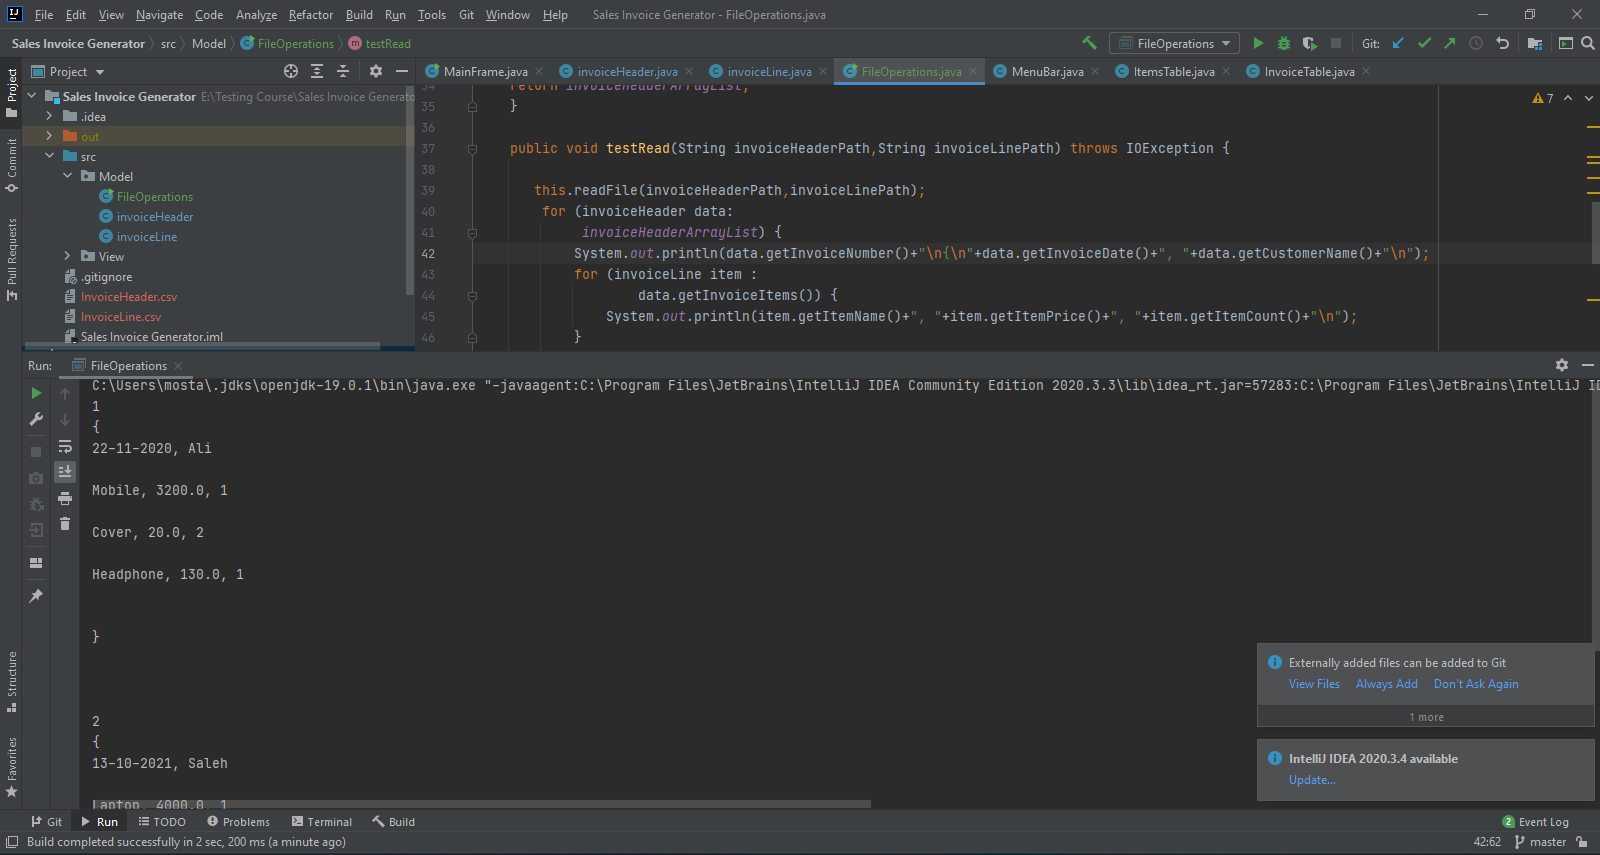 File Edit View Navigate Code Analyze Refactor Build Run Tools Git Window Help Sales Invoice Generator - FileOperations.java
Sales Invoice Generator src Model FileOperations testRead FileOperations Git:
Project MainFrame.java invoiceHeader.java invoiceLine.java FileOperations.java MenuBar.java ItemsTable.java InvoiceTable.java
Project
Commit
Pull Requests
Structure
Favorites
Sales Invoice Generator E:\Testing Course\Sales Invoice Generato
.idea
out
src
Model
FileOperations
invoiceHeader
invoiceLine
View
.gitignore
InvoiceHeader.csv
InvoiceLine.csv
Sales Invoice Generator.iml
34 return invoiceHeaderArrayList;
35 }
36
37 public void testRead(String invoiceHeaderPath,String invoiceLinePath) throws IOException {
38
39 this.readFile(invoiceHeaderPath,invoiceLinePath);
40 for (invoiceHeader data:
41 invoiceHeaderArrayList) {
42 System.out.println(data.getInvoiceNumber()+"\n{\n"+data.getInvoiceDate()+", "+data.getCustomerName()+"\n");
43 for (invoiceLine item :
44 data.getInvoiceItems()) {
45 System.out.println(item.getItemName()+", "+item.getItemPrice()+", "+item.getItemCount()+"\n");
46 }
7
Run: FileOperations
C:\Users\mosta\.jdks\openjdk-19.0.1\bin\java.exe "-javaagent:C:\Program Files\JetBrains\IntelliJ IDEA Community Edition 2020.3.3\lib\idea_rt.jar=57283:C:\Program Files\JetBrains\IntelliJ ID
1
{
22-11-2020, Ali
Mobile, 3200.0, 1
Cover, 20.0, 2
Headphone, 130.0, 1
}
2
{
13-10-2021, Saleh
Laptop, 4000.0, 1
Externally added files can be added to Git
View Files Always Add Don't Ask Again
1 more
IntelliJ IDEA 2020.3.4 available
Update...
Git Run TODO Problems Terminal Build 2 Event Log
Build completed successfully in 2 sec, 200 ms (a minute ago) 42:62 master